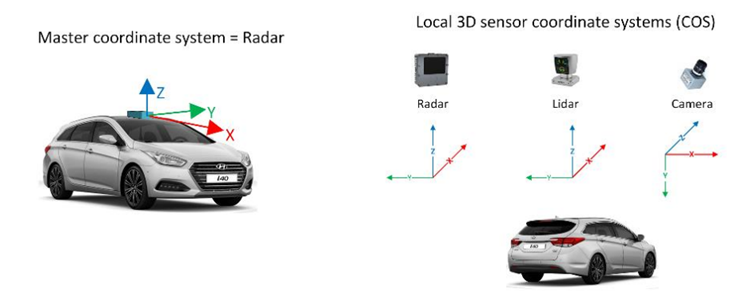 Master coordinate system = Radar
Z
Y
X
i40
Local 3D sensor coordinate systems (COS)
Radar
Lidar
Camera
Z
X
Y
Z
X
Y
Z
X
Y
i40